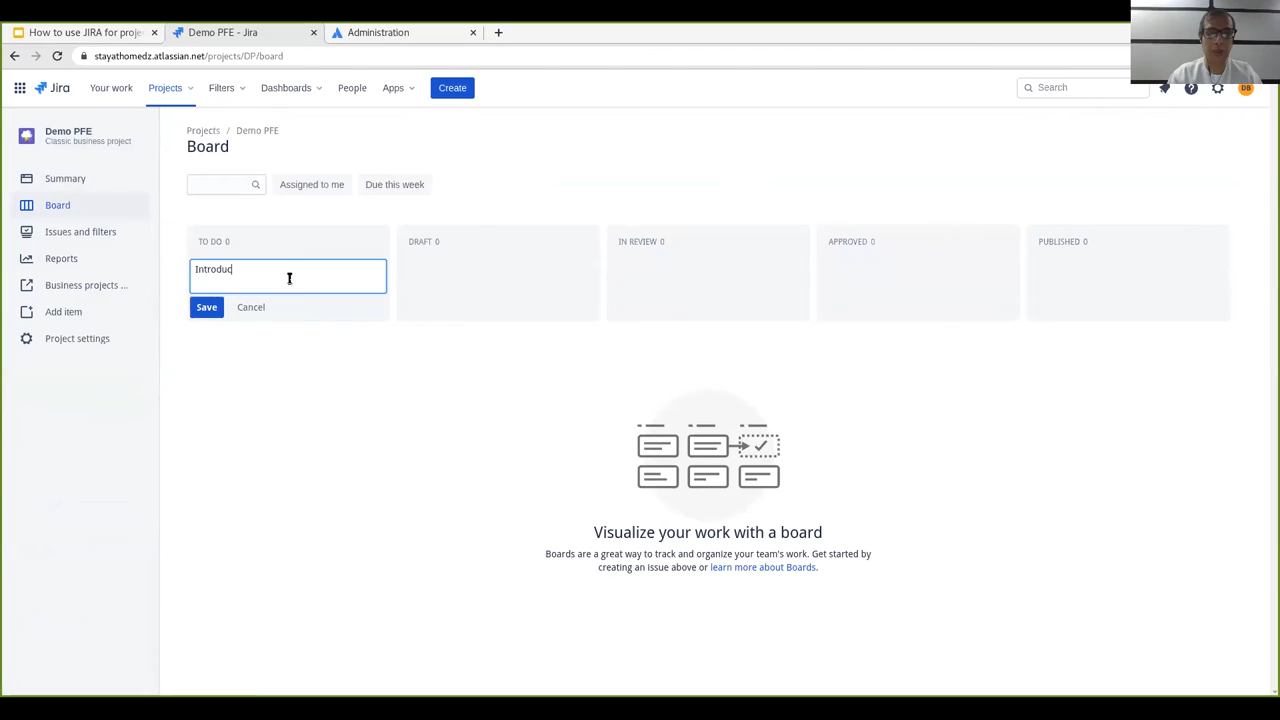 How to use JIRA for proje
Demo PFE - Jira
Administration
stayathomedz.atlassian.net/projects/DP/board
Jira
Your work
Projects
Filters
Dashboards
People
Apps
Create
Search
DB
Demo PFE
Classic business project
Summary
Board
Issues and filters
Reports
Business projects ...
Add item
Project settings
Projects / Demo PFE
Board
Assigned to me
Due this week
TO DO 0
DRAFT 0
IN REVIEW 0
APPROVED 0
PUBLISHED 0
Introduc
Save
Cancel
Visualize your work with a board
Boards are a great way to track and organize your team's work. Get started by
creating an issue above or learn more about Boards.